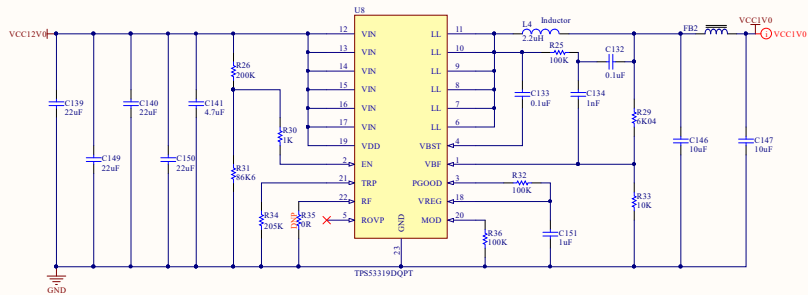 U8
VCC12V0
C139
22uF
C149
22uF
C140
22uF
C150
22uF
C141
4.7uF
R26
200K
R31
86K6
R30
1K
R34
205K
R35
0R
DNP
12
13
14
15
16
17
19
2
21
22
5
VIN
VIN
VIN
VIN
VIN
VIN
VDD
EN
TRP
RF
ROVP
LL
LL
LL
LL
LL
LL
VBST
VBF
PGOOD
VREG
MOD
GND
23
11
10
9
8
7
6
4
1
3
18
20
TPS53319DQPT
L4
Inductor
2.2uH
R25
100K
C132
0.1uF
C133
0.1uF
C134
1nF
R29
6K04
R33
10K
R32
100K
R36
100K
C151
1uF
FB2
VCC1V0
i
VCC1V0
C146
10uF
C147
10uF
GND